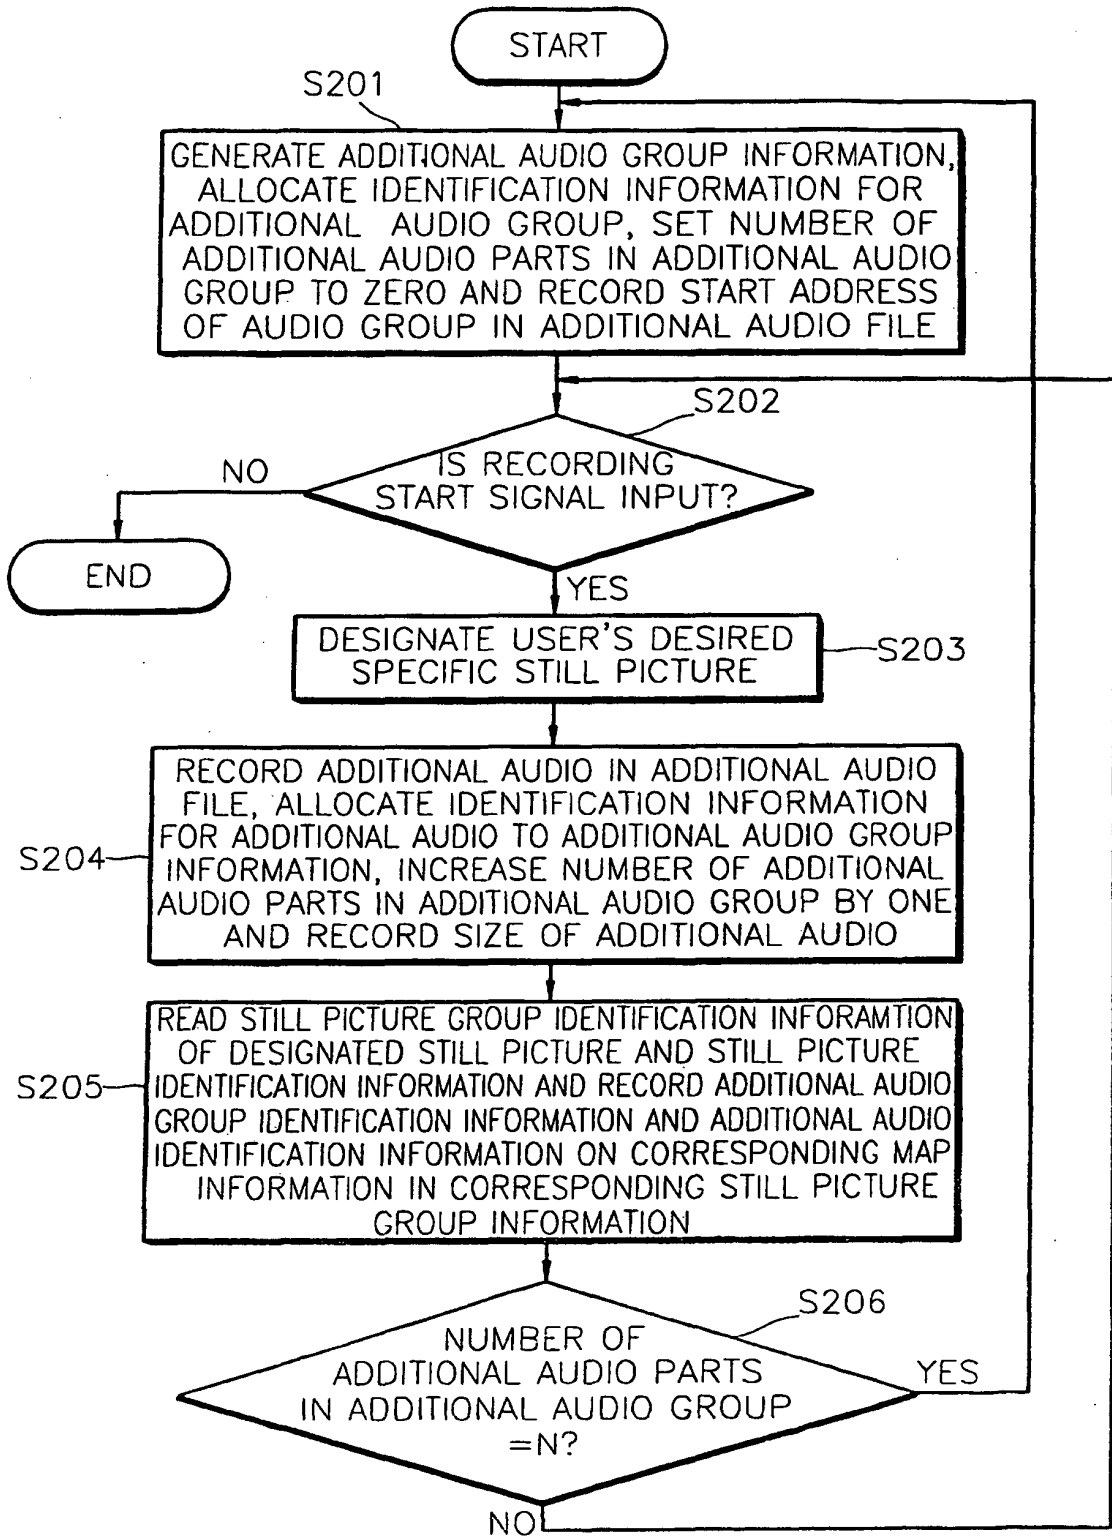 START
S201
GENERATE ADDITIONAL AUDIO GROUP INFORMATION,
ALLOCATE IDENTIFICATION INFORMATION FOR
ADDITIONAL AUDIO GROUP, SET NUMBER OF
ADDITIONAL AUDIO PARTS IN ADDITIONAL AUDIO
GROUP TO ZERO AND RECORD START ADDRESS
OF AUDIO GROUP IN ADDITIONAL AUDIO FILE
S202
IS RECORDING
START SIGNAL INPUT?
NO
END
YES
DESIGNATE USER'S DESIRED
SPECIFIC STILL PICTURE
S203
RECORD ADDITIONAL AUDIO IN ADDITIONAL AUDIO
FILE, ALLOCATE IDENTIFICATION INFORMATION
FOR ADDITIONAL AUDIO TO ADDITIONAL AUDIO GROUP
INFORMATION, INCREASE NUMBER OF ADDITIONAL
AUDIO PARTS IN ADDITIONAL AUDIO GROUP BY ONE
AND RECORD SIZE OF ADDITIONAL AUDIO
S204
READ STILL PICTURE GROUP IDENTIFICATION INFORAMTION
OF DESIGNATED STILL PICTURE AND STILL PICTURE
IDENTIFICATION INFORMATION AND RECORD ADDITIONAL AUDIO
GROUP IDENTIFICATION INFORMATION AND ADDITIONAL AUDIO
IDENTIFICATION INFORMATION ON CORRESPONDING MAP
INFORMATION IN CORRESPONDING STILL PICTURE
GROUP INFORMATION
S205
S206
NUMBER OF
ADDITIONAL AUDIO PARTS
IN ADDITIONAL AUDIO GROUP
=N?
YES
NO